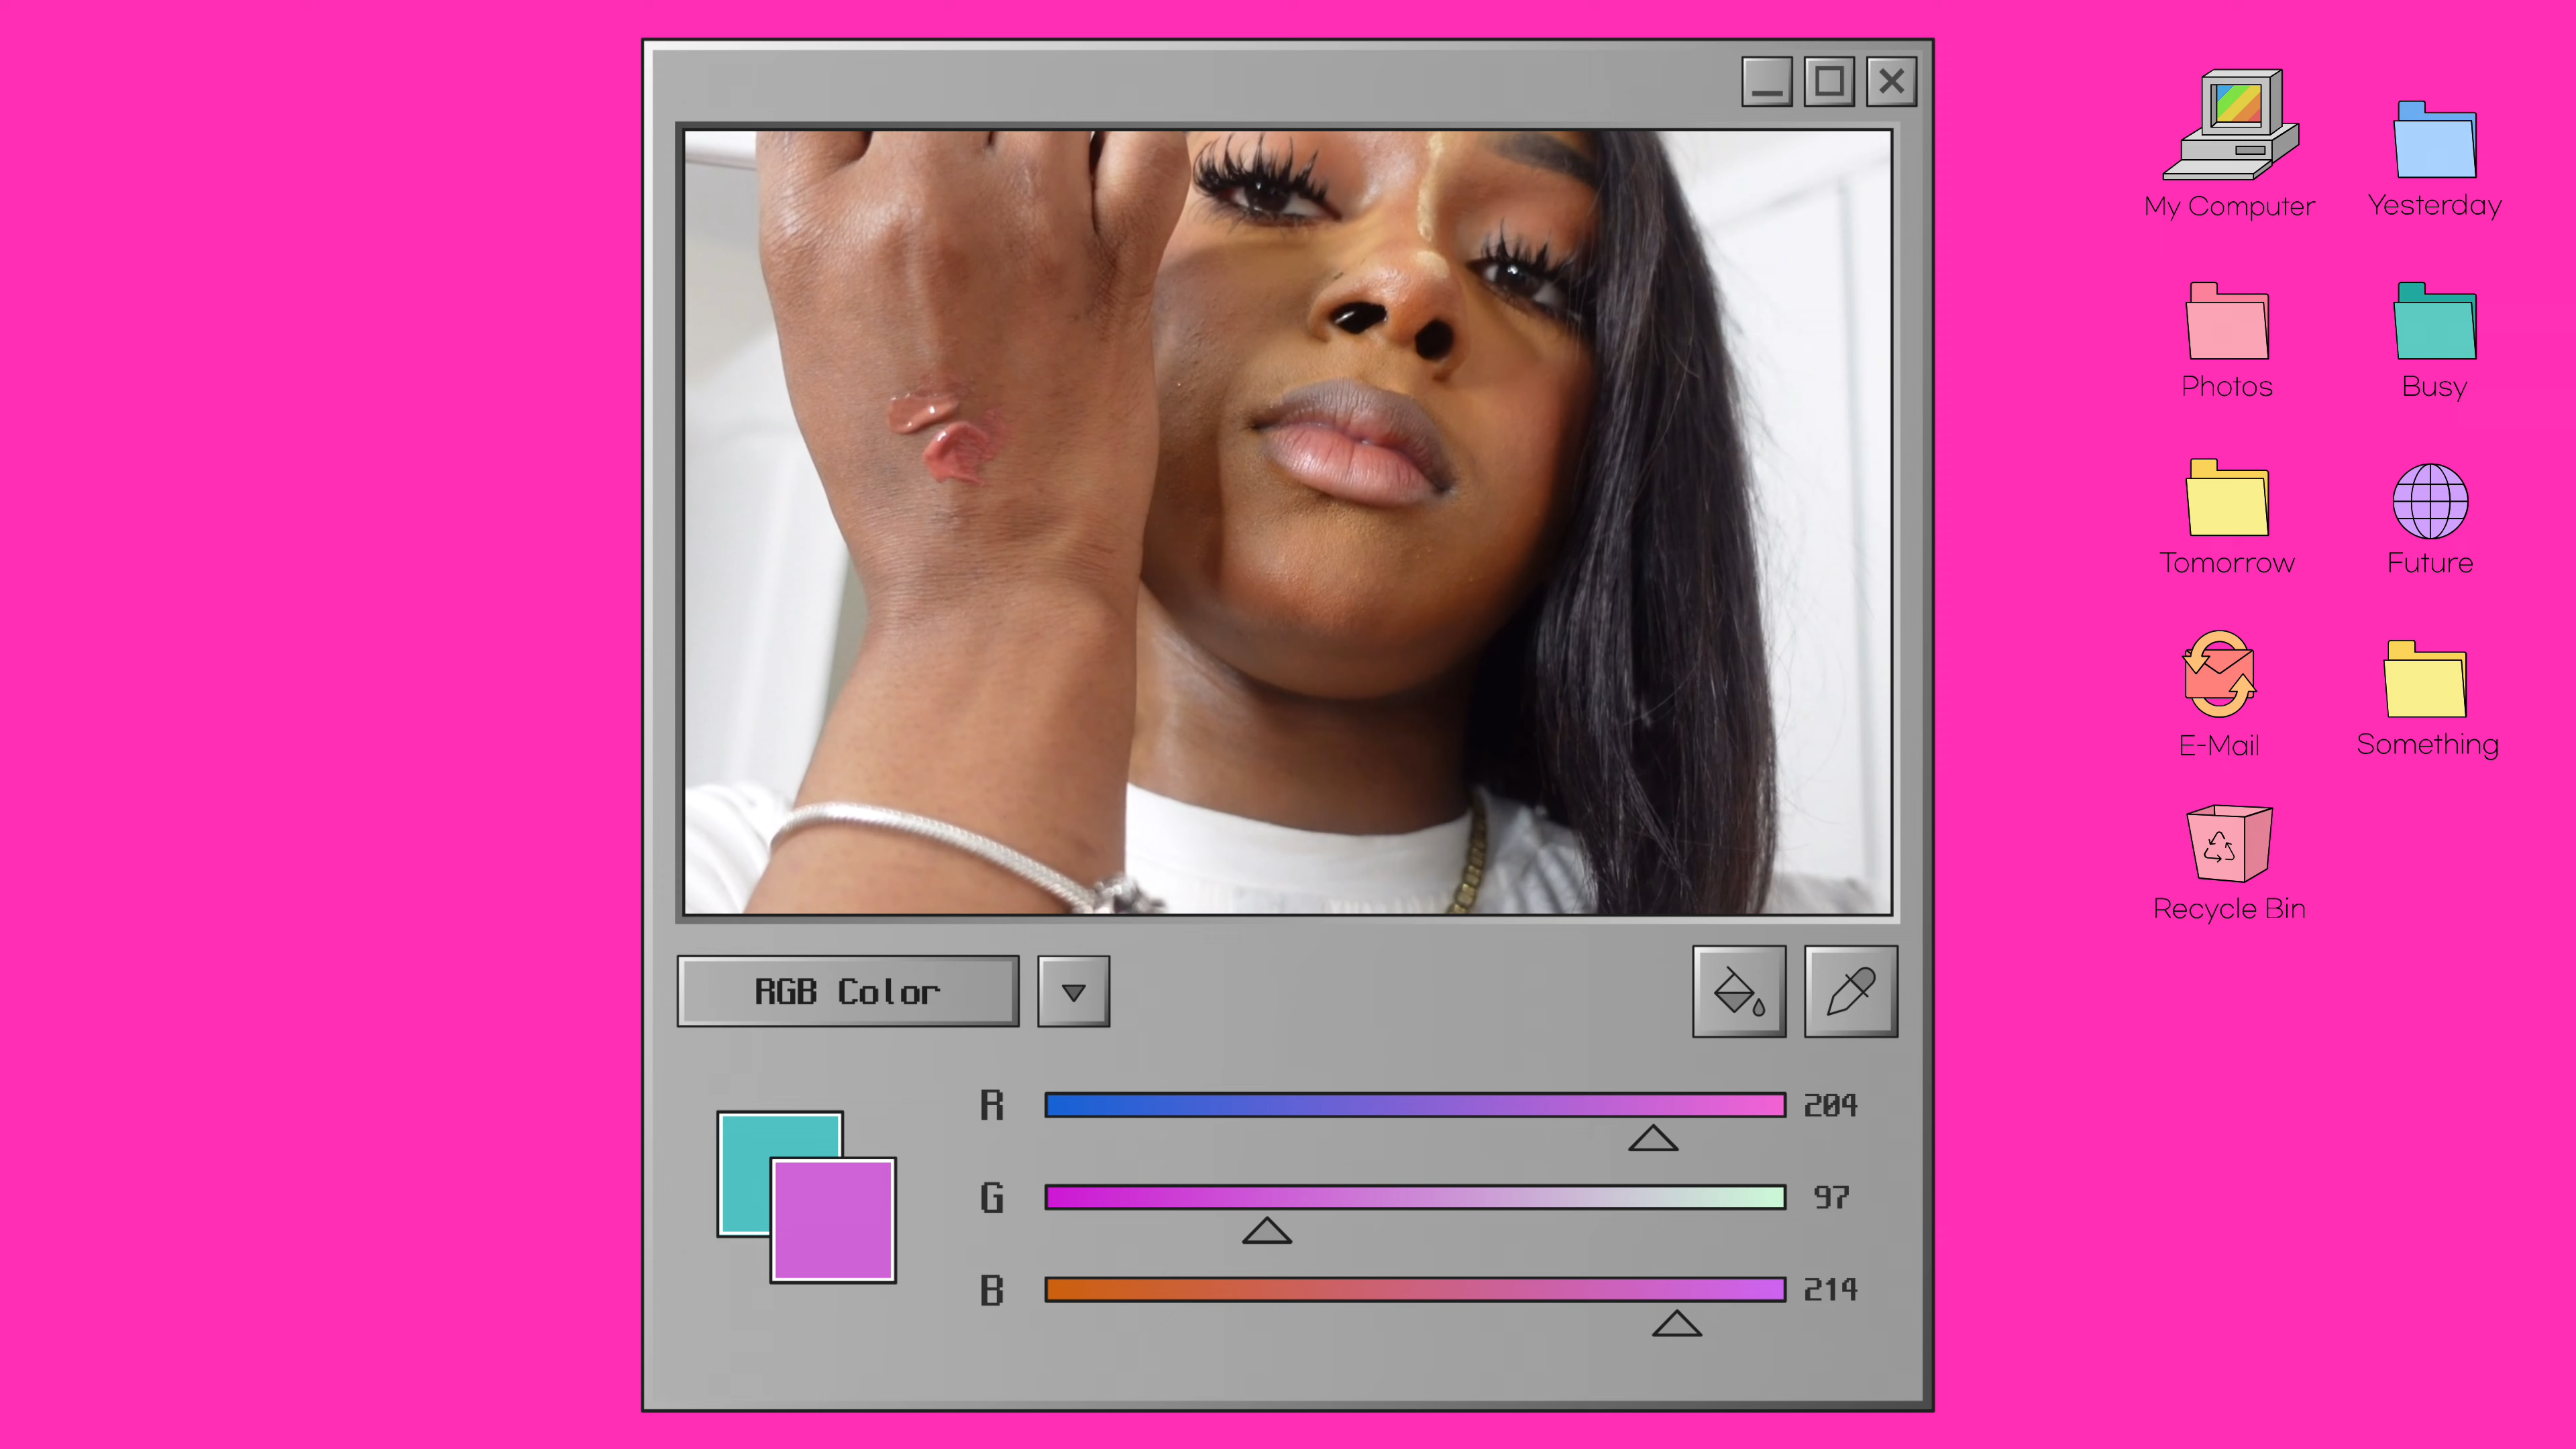 My Computer
Yesterday
Photos
Busy
Tomorrow
Future
E-Mail
Something
Recycle Bin
RGB Color
R
204
G
97
B
214